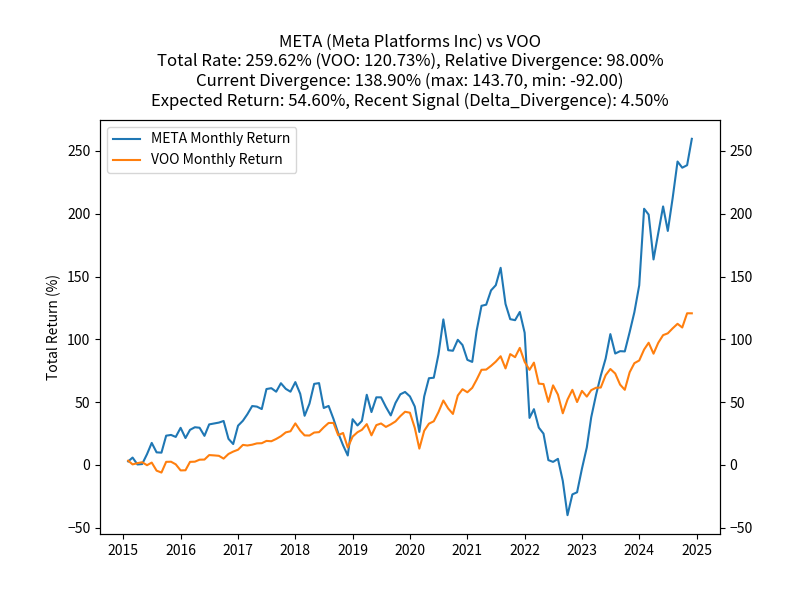 META (Meta Platforms Inc) vs VOO
Total Rate: 259.62% (VOO: 120.73%), Relative Divergence: 98.00%
Current Divergence: 138.90% (max: 143.70, min: -92.00)
Expected Return: 54.60%, Recent Signal (Delta_Divergence): 4.50%
META Monthly Return
VOO Monthly Return
Total Return (%)
250
200
150
100
50
0
−50
250
200
150
100
50
0
−50
2015 2016 2017 2018 2019 2020 2021 2022 2023 2024 2025